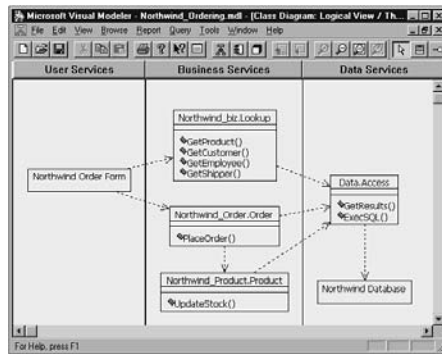 Microsoft Visual Modeler - Northwind_Ordering.mdl - [Class Diagram: Logical View / Th...
File Edit View Browse Report Query Tools Window Help
User Services Business Services Data Services
Northwind_biz.Lookup
GetProduct()
GetCustomer()
GetEmployee()
GetShipper()
Northwind Order Form
Data.Access
GetResults()
ExecSQL()
Northwind_Order.Order
PlaceOrder()
Northwind_Product.Product
UpdateStock()
Northwind Database
For Help, press F1